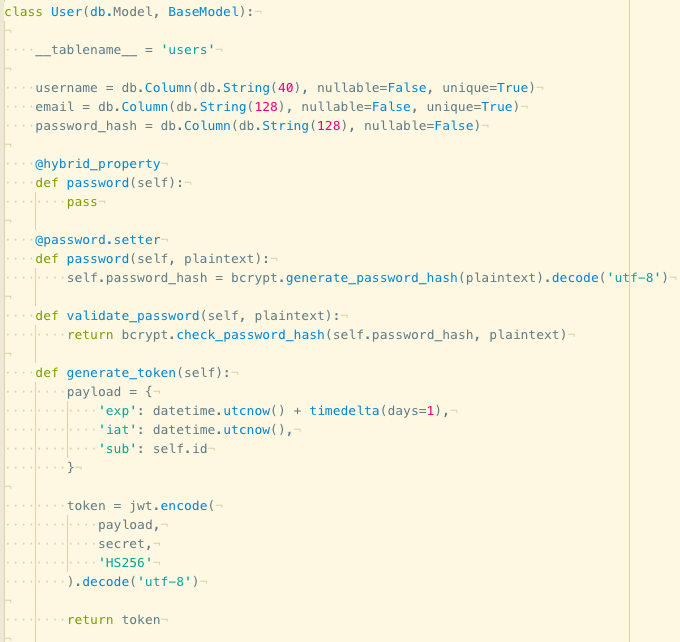 class User(db.Model, BaseModel):
    __tablename__ = 'users'
    username = db.Column(db.String(40), nullable=False, unique=True)
    email = db.Column(db.String(128), nullable=False, unique=True)
    password_hash = db.Column(db.String(128), nullable=False)
    @hybrid_property
    def password(self):
        pass
    @password.setter
    def password(self, plaintext):
        self.password_hash = bcrypt.generate_password_hash(plaintext).decode('utf-8')
    def validate_password(self, plaintext):
        return bcrypt.check_password_hash(self.password_hash, plaintext)
    def generate_token(self):
        payload = {
            'exp': datetime.utcnow() + timedelta(days=1),
            'iat': datetime.utcnow(),
            'sub': self.id
        }
        token = jwt.encode(
            payload,
            secret,
            'HS256'
        ).decode('utf-8')
        return token